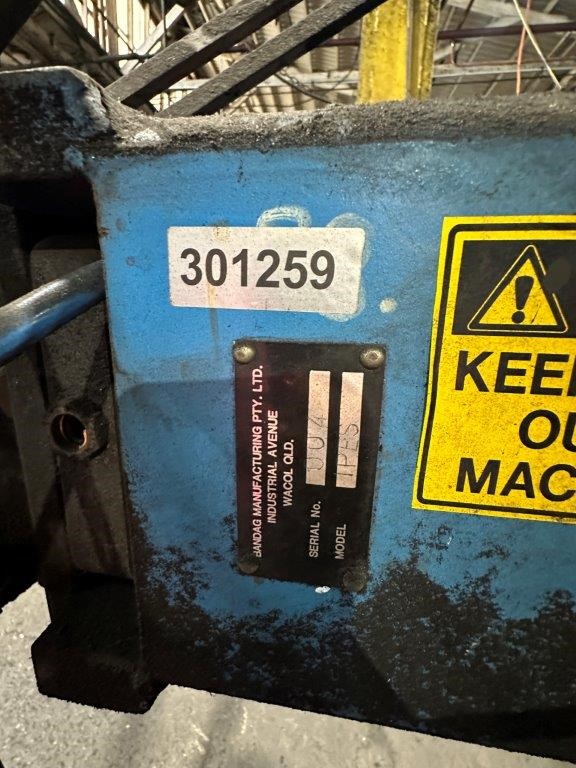 301259
BANDAG MANUFACTURING PTY. LTD.
INDUSTRIAL AVENUE
WACOL QLD.
SERIAL No. 004
MODEL IPES
KEE
OU
MAC